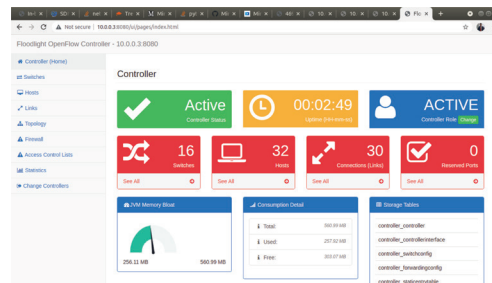 Not secure | 10.0.0.3:8080/ui/pages/index.html
Floodlight OpenFlow Controller - 10.0.0.3:8080
Controller (Home)
Switches
Hosts
Links
Topology
Firewall
Access Control Lists
Statistics
Change Controllers
Controller
Active
Controller Status
00:02:49
Uptime (HH:mm:ss)
ACTIVE
Controller Role Change
16
Switches
See All
32
Hosts
See All
30
Connections (Links)
See All
0
Reserved Ports
See All
JVM Memory Bloat
256.11 MB
560.99 MB
Consumption Detail
Total: 560.99 MB
Used: 257.92 MB
Free: 303.07 MB
Storage Tables
controller_controller
controller_controllerinterface
controller_switchconfig
controller_forwardingconfig